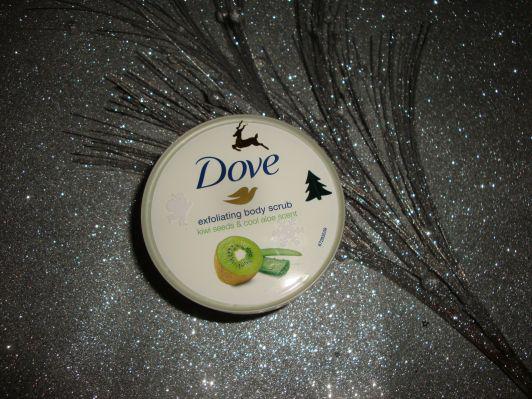 Dove
exfoliating body scrub
kiwi seeds & cool aloe scent